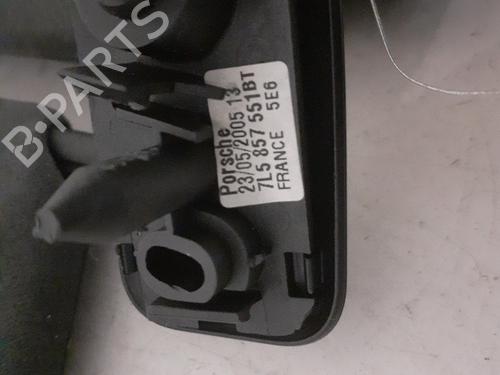 B-PARTS
Porsche
23/05/2005 13
7L5 857 551BT
FRANCE 5E6